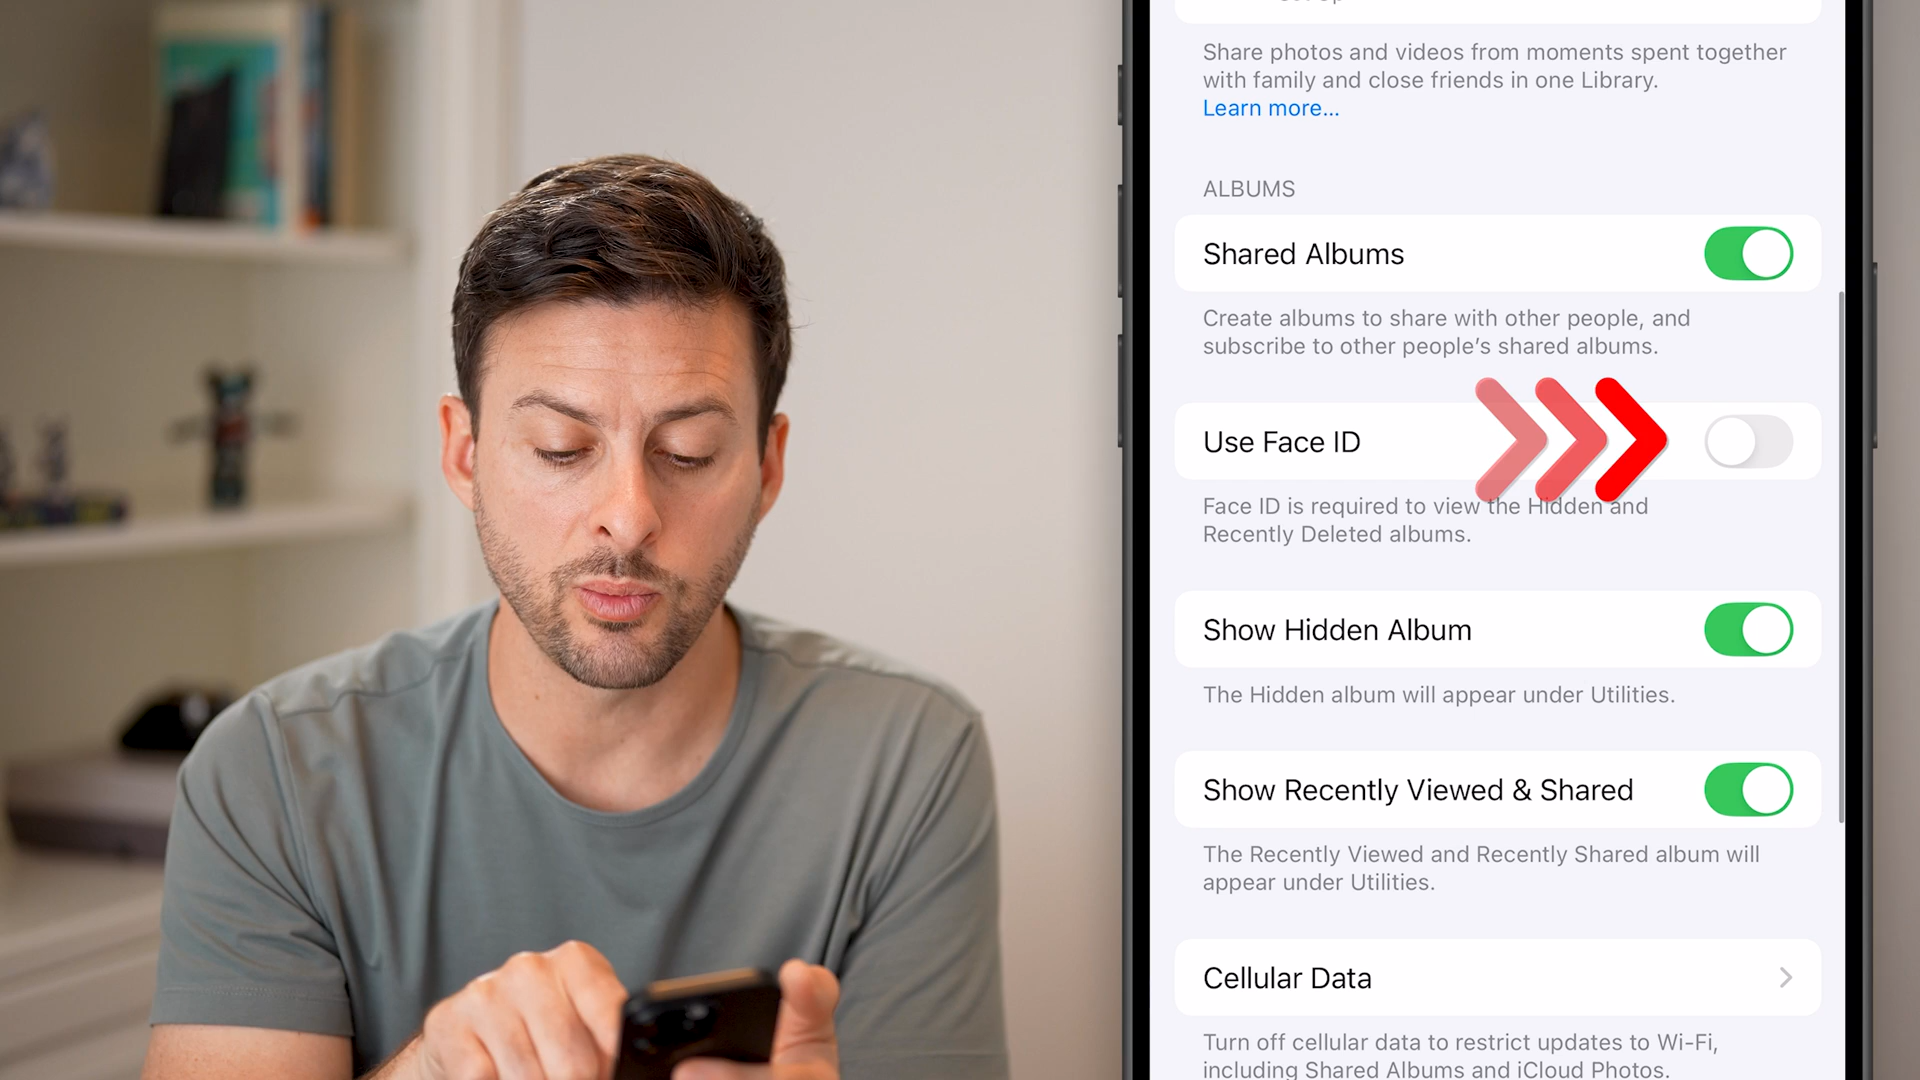 Share photos and videos from moments spent together
with family and close friends in one Library.
Learn more...
ALBUMS
Shared Albums
Create albums to share with other people, and
subscribe to other people’s shared albums.
Use Face ID
Face ID is required to view the Hidden and
Recently Deleted albums.
Show Hidden Album
The Hidden album will appear under Utilities.
Show Recently Viewed & Shared
The Recently Viewed and Recently Shared album will
appear under Utilities.
Cellular Data
Turn off cellular data to restrict updates to Wi-Fi,
including Shared Albums and iCloud Photos.